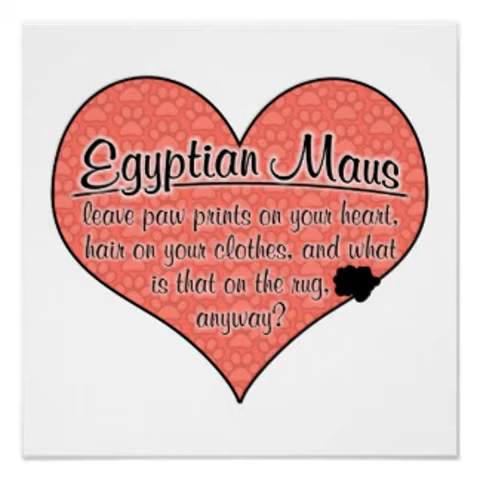 Egyptian Maus
leave paw prints on your heart,
hair on your clothes, and what
is that on the rug,
anyway?